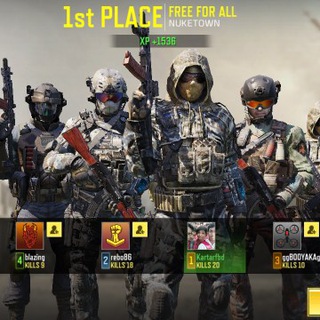 1st PLACE FREE FOR ALL
NUKETOWN
XP +1536
4 blazing
KILLS 9
2 rebo86
KILLS 18
1 Kartarfbd
KILLS 20
3 ggBODYAKAg
KILLS 10